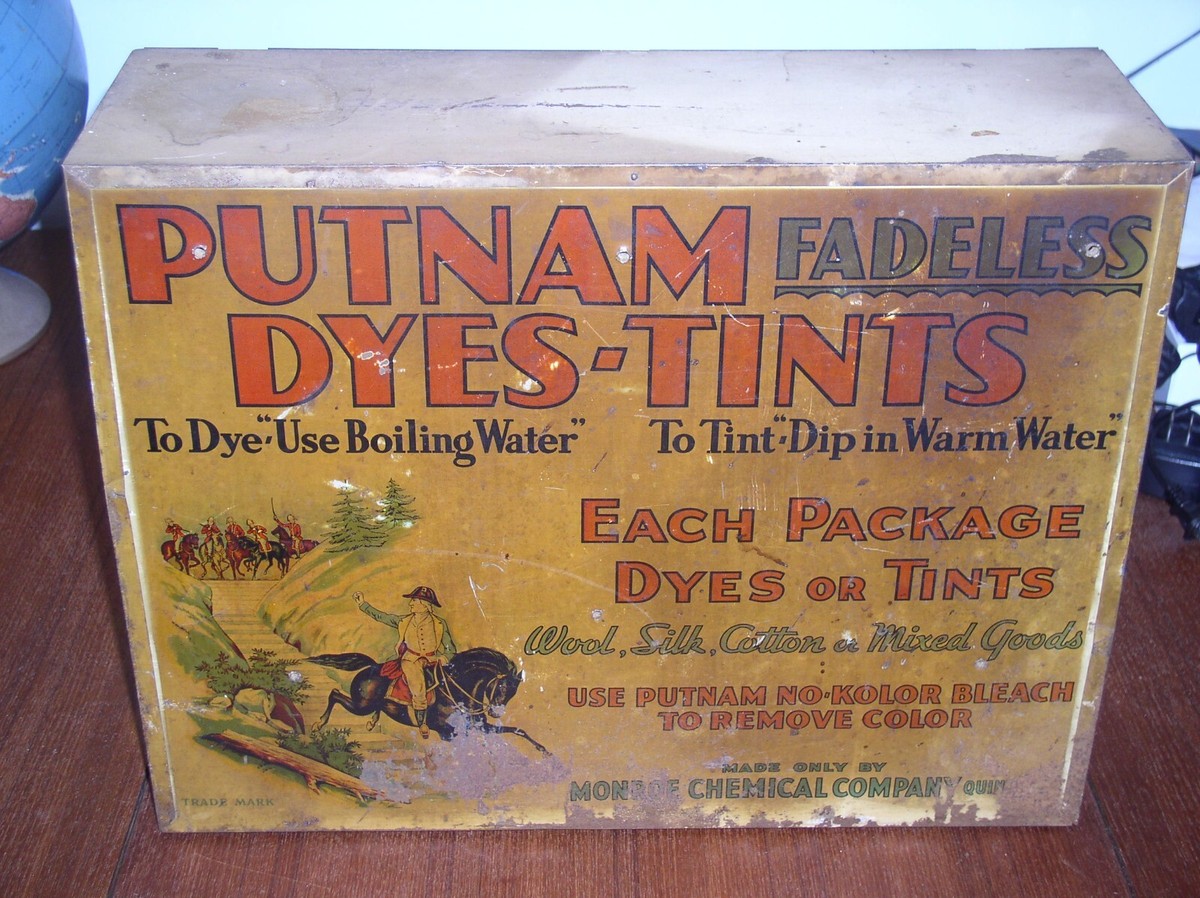 PUTNAM FADELESS
DYES-TINTS
To Dye-"Use Boiling Water" To Tint-"Dip in Warm Water"
EACH PACKAGE
DYES OR TINTS
Wool, Silk, Cotton or Mixed Goods
USE PUTNAM NO-KOLOR BLEACH
TO REMOVE COLOR
MADE ONLY BY
MONROE CHEMICAL COMPANY
TRADE MARK